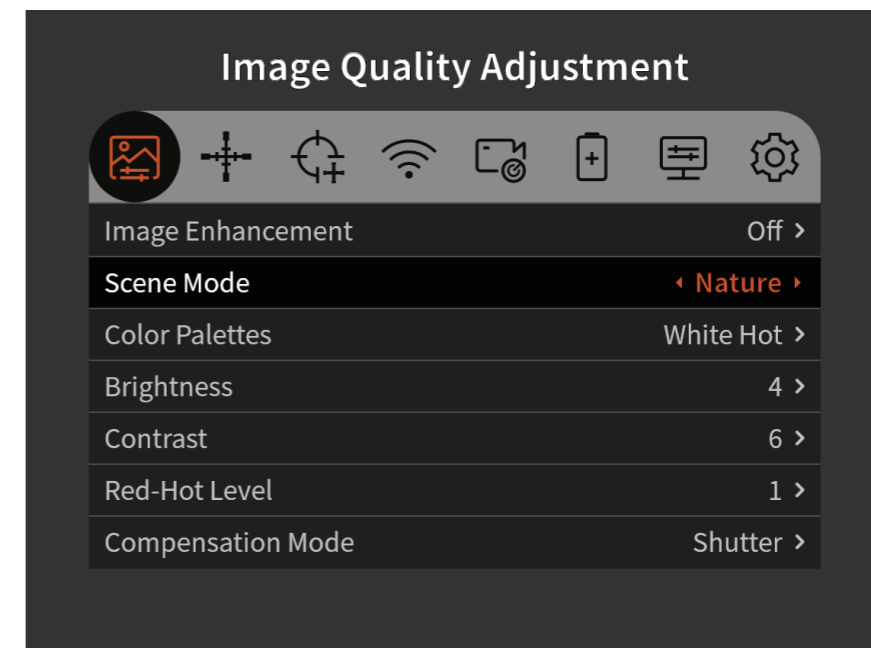 Image Quality Adjustment
Image Enhancement Off
Scene Mode Nature
Color Palettes White Hot
Brightness 4
Contrast 6
Red-Hot Level 1
Compensation Mode Shutter